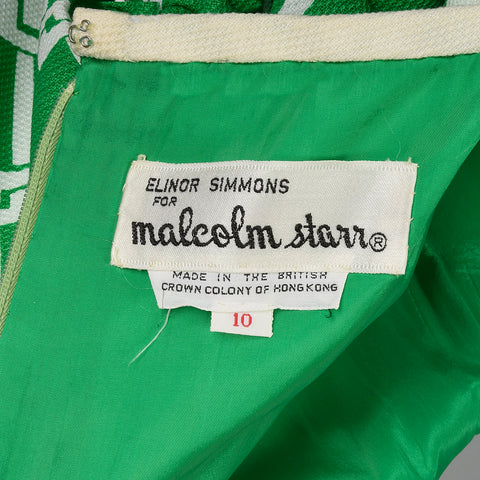 ELINOR SIMMONS
FOR
malcolm starr®
MADE IN THE BRITISH
CROWN COLONY OF HONG KONG
10